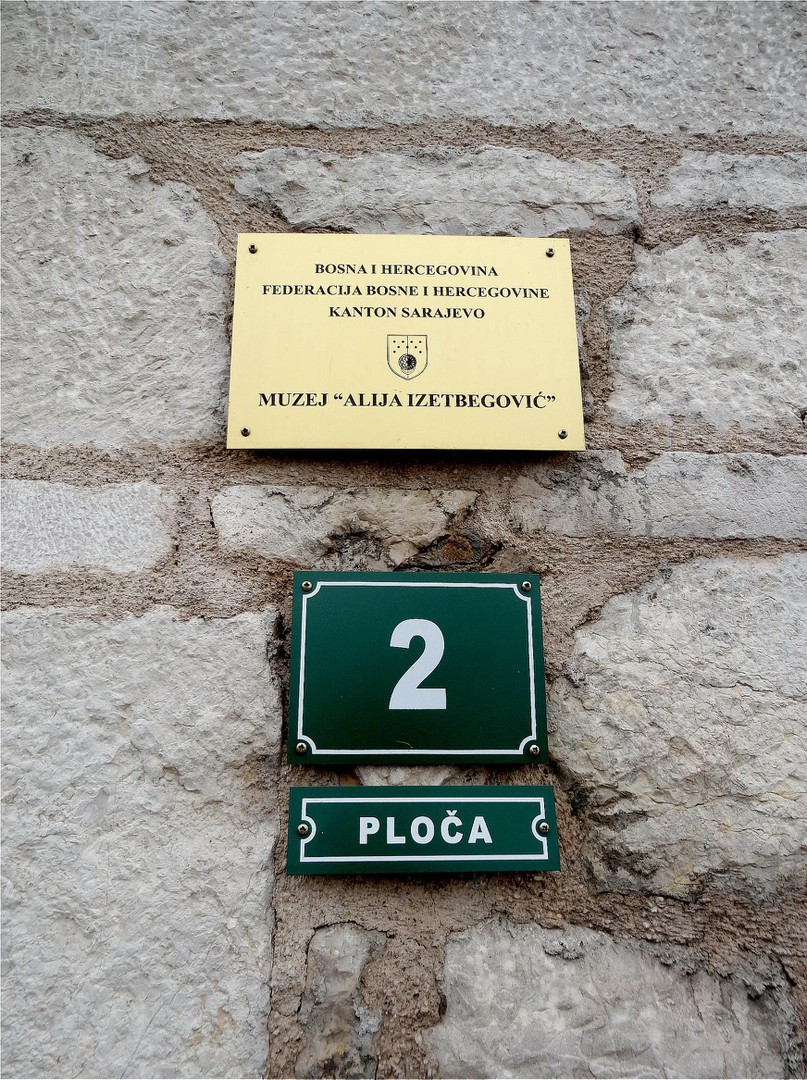 BOSNA I HERCEGOVINA
FEDERACIJA BOSNE I HERCEGOVINE
KANTON SARAJEVO
MUZEJ “ALIJA IZETBEGOVIĆ”
2
PLOČA